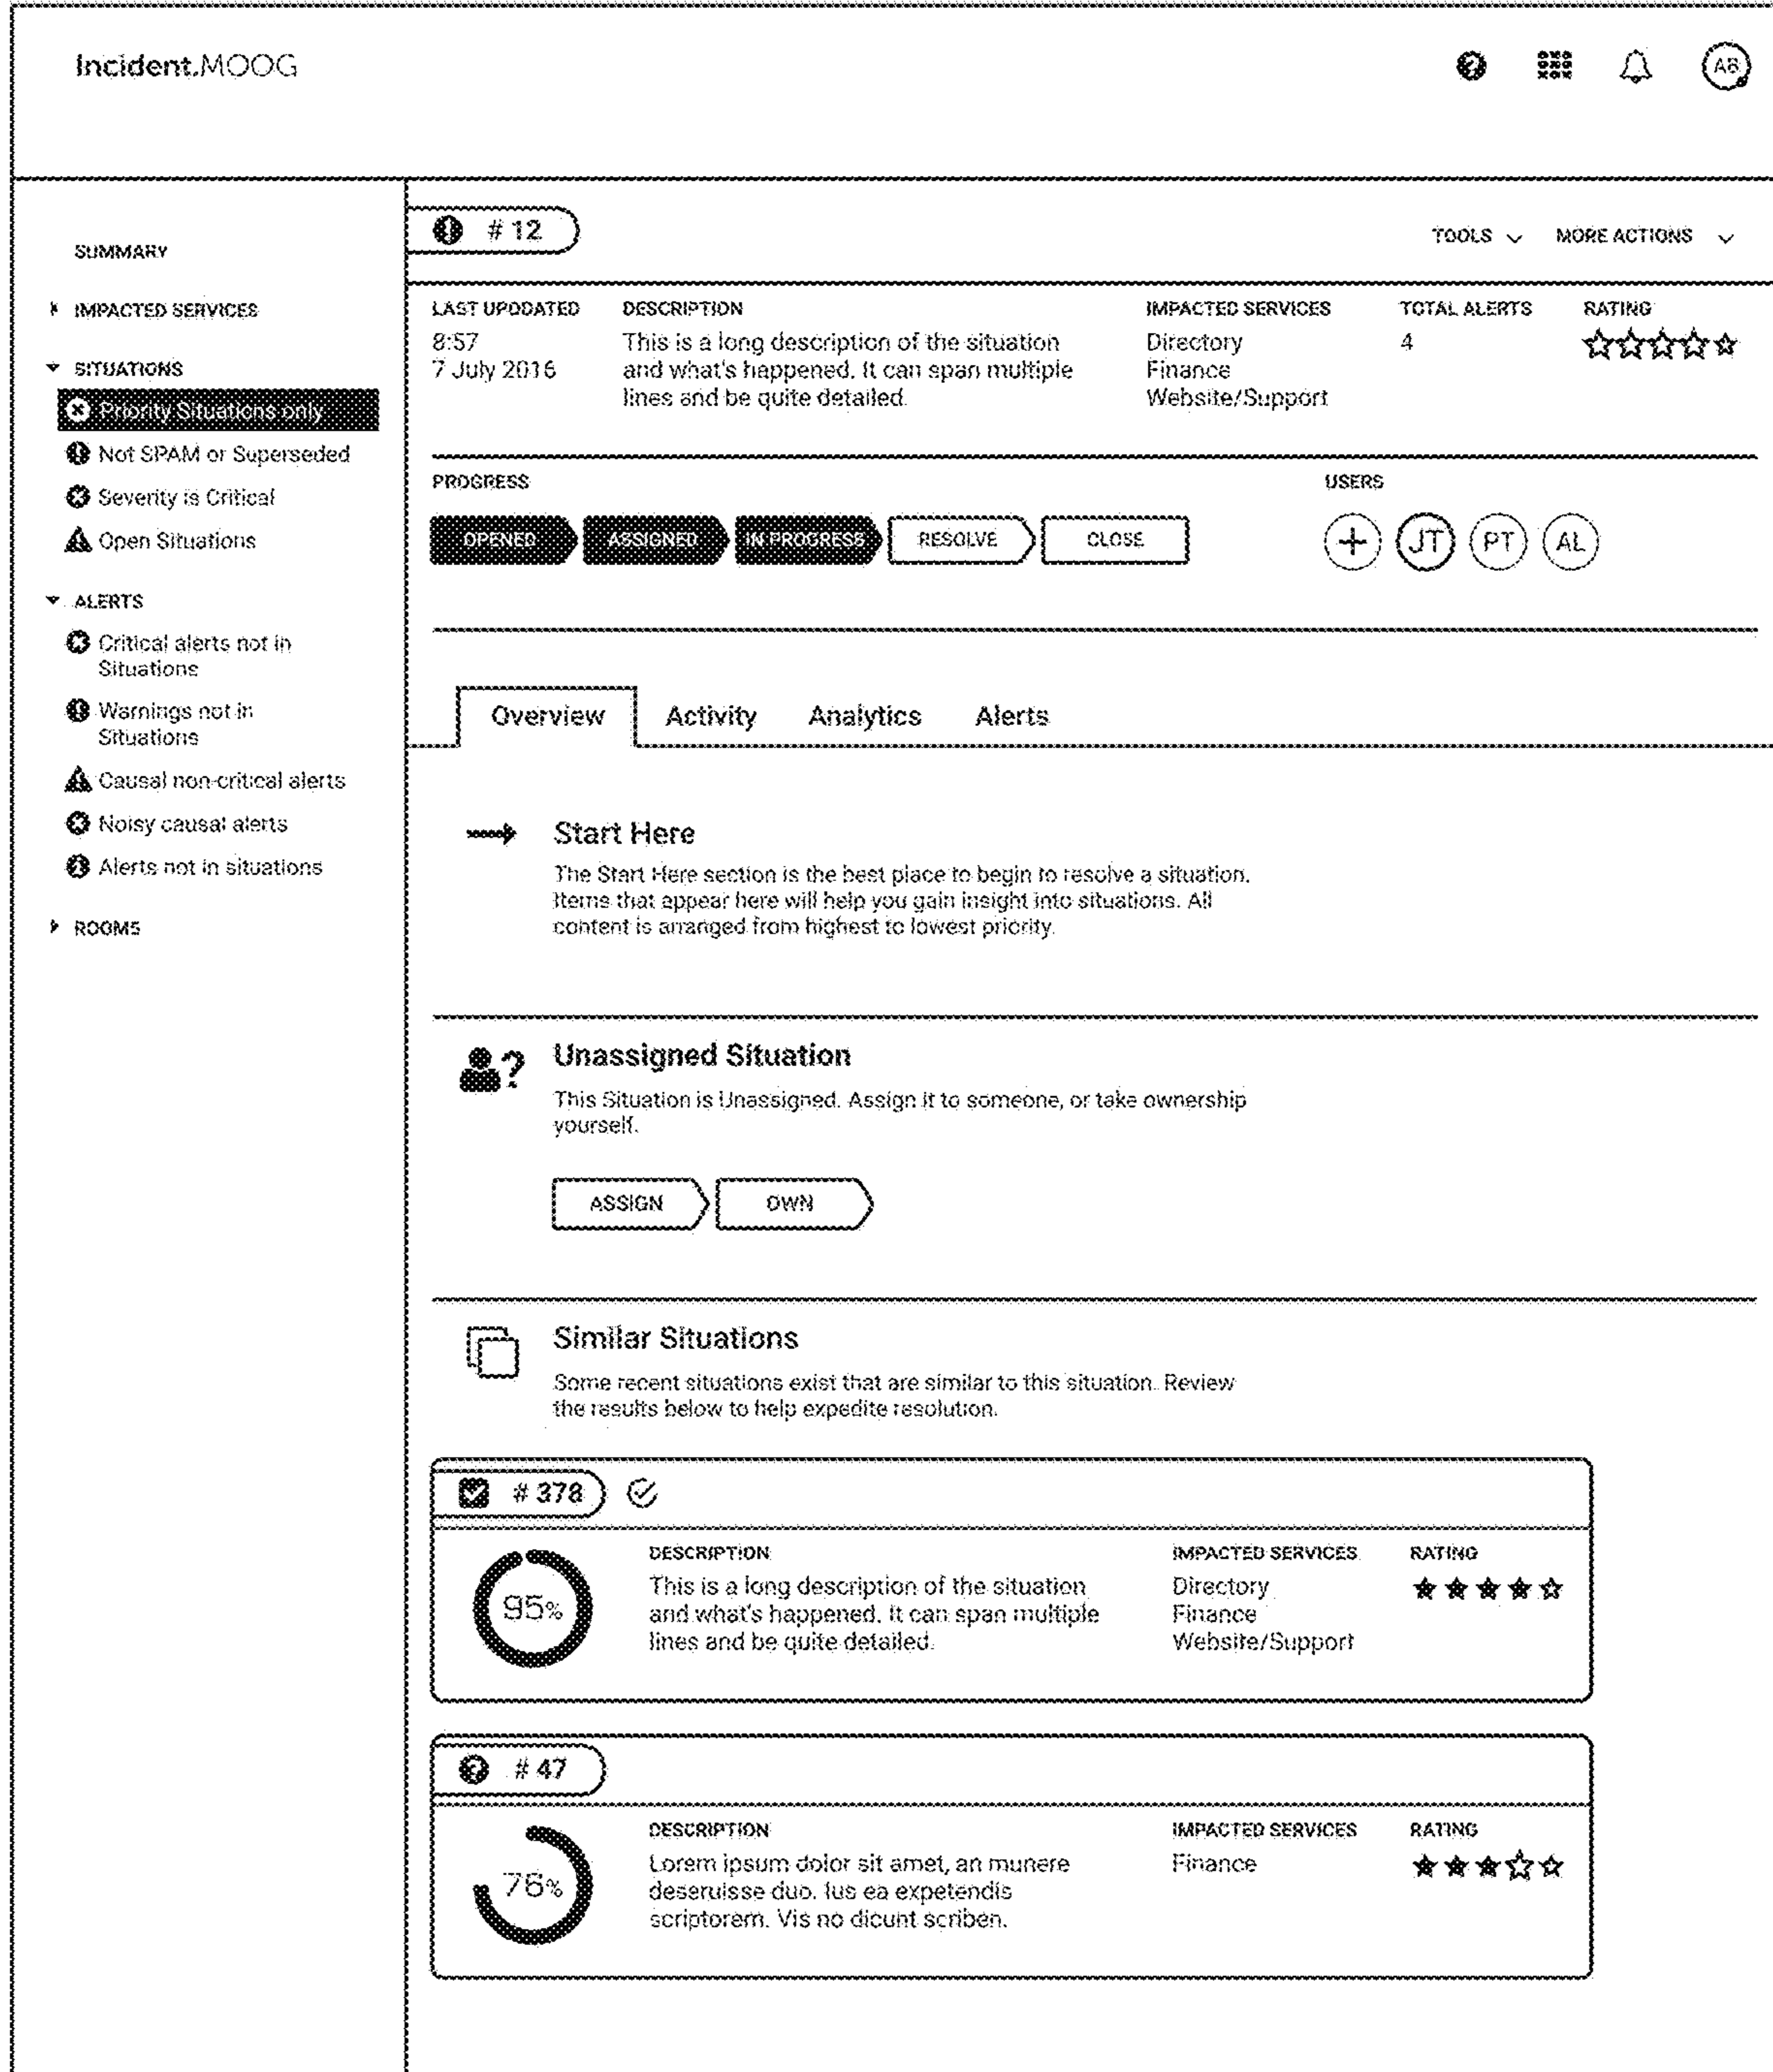 Incident.MOOG
AB
SUMMARY
IMPACTED SERVICES
SITUATIONS
Priority Situations only
Not SPAM or Superseded
Severity is Critical
Open Situations
ALERTS
Critical alerts not in
Situations
Warnings not in
Situations
Causal non-critical alerts
Noisy causal alerts
Alerts not in situations
ROOMS
# 12
TOOLS
MORE ACTIONS
LAST UPODATED
8:57
7 July 2016
DESCRIPTION
This is a long description of the situation
and what's happened. It can span multiple
lines and be quite detailed.
IMPACTED SERVICES
Directory
Finance
Website/Support
TOTAL ALERTS
4
RATING
PROGRESS
OPENED
ASSIGNED
IN PROGRESS
RESOLVE
CLOSE
USERS
+
JT
PT
AL
Overview
Activity
Analytics
Alerts
Start Here
The Start Here section is the best place to begin to resolve a situation.
Items that appear here will help you gain insight into situations. All
content is arranged from highest to lowest priority.
?
Unassigned Situation
This Situation is Unassigned. Assign it to someone, or take ownership
yourself.
ASSIGN
OWN
Similar Situations
Some recent situations exist that are similar to this situation. Review
the results below to help expedite resolution.
# 378
95%
DESCRIPTION
This is a long description of the situation
and what's happened. It can span multiple
lines and be quite detailed.
IMPACTED SERVICES
Directory
Finance
Website/Support
RATING
# 47
76%
DESCRIPTION
Lorem ipsum dolor sit amet, an munere
deseruisse duo. Ius ea expetendis
scriptorem. Vis no dicunt scriben.
IMPACTED SERVICES
Finance
RATING